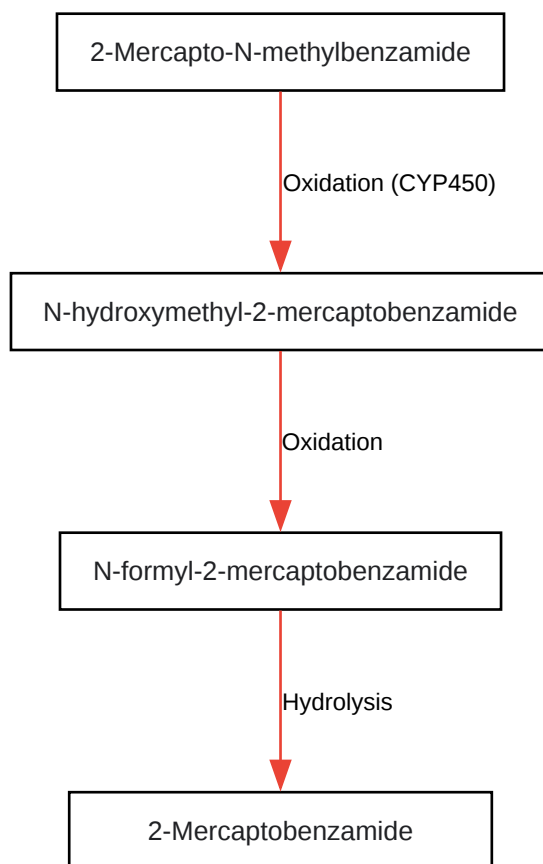 2-Mercapto-N-methylbenzamide
Oxidation (CYP450)
N-hydroxymethyl-2-mercaptobenzamide
Oxidation
N-formyl-2-mercaptobenzamide
Hydrolysis
2-Mercaptobenzamide